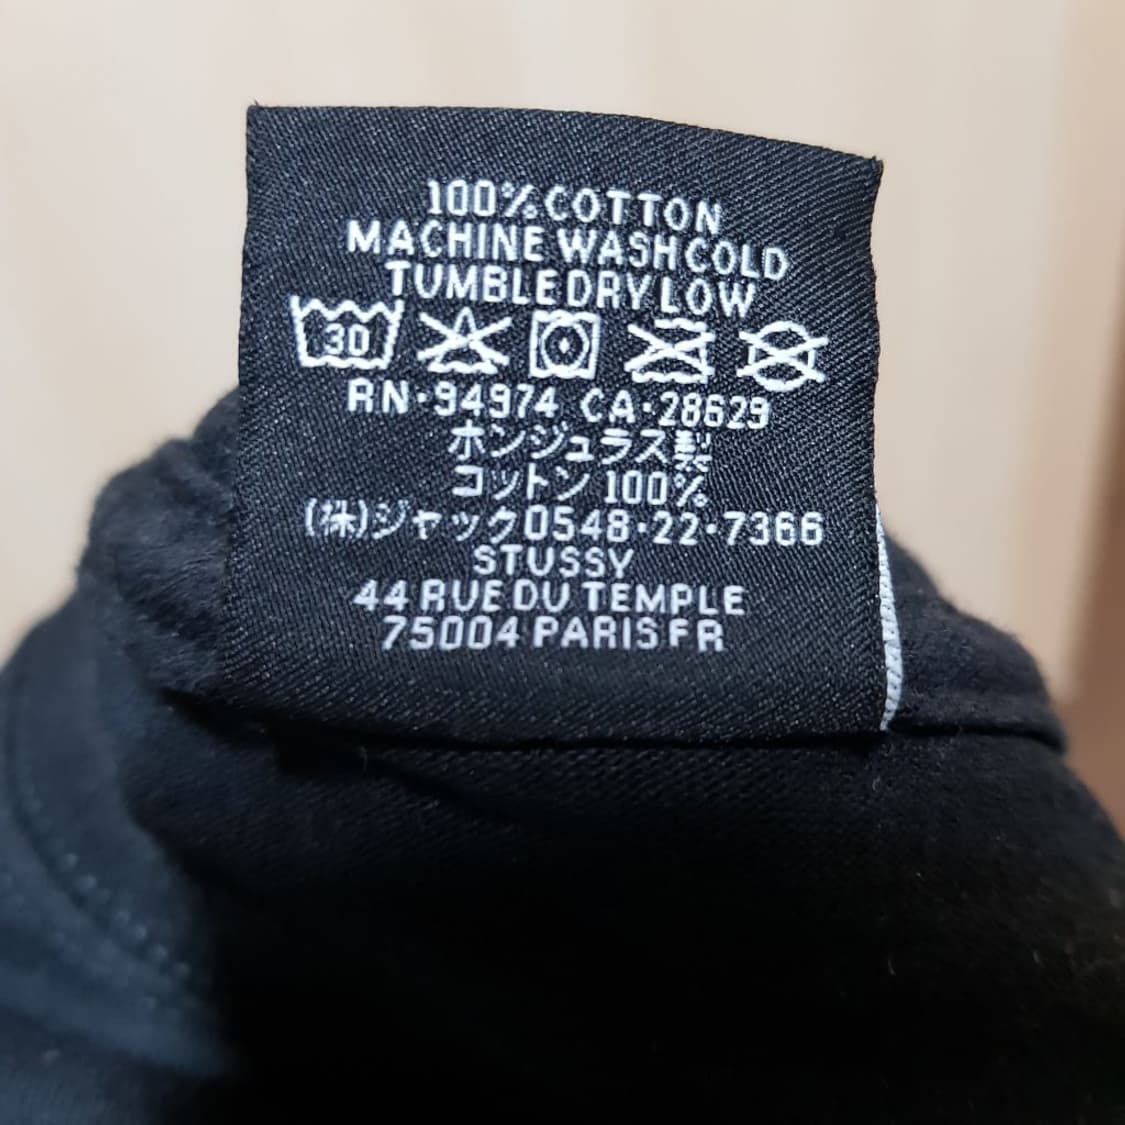 100% COTTON
MACHINE WASH COLD
TUMBLE DRY LOW
30
RN·94974 CA·28629
ホンジュラス製
コットン 100%
(株)ジャック0548·22·7366
STUSSY
44 RUE DU TEMPLE
75004 PARIS FR